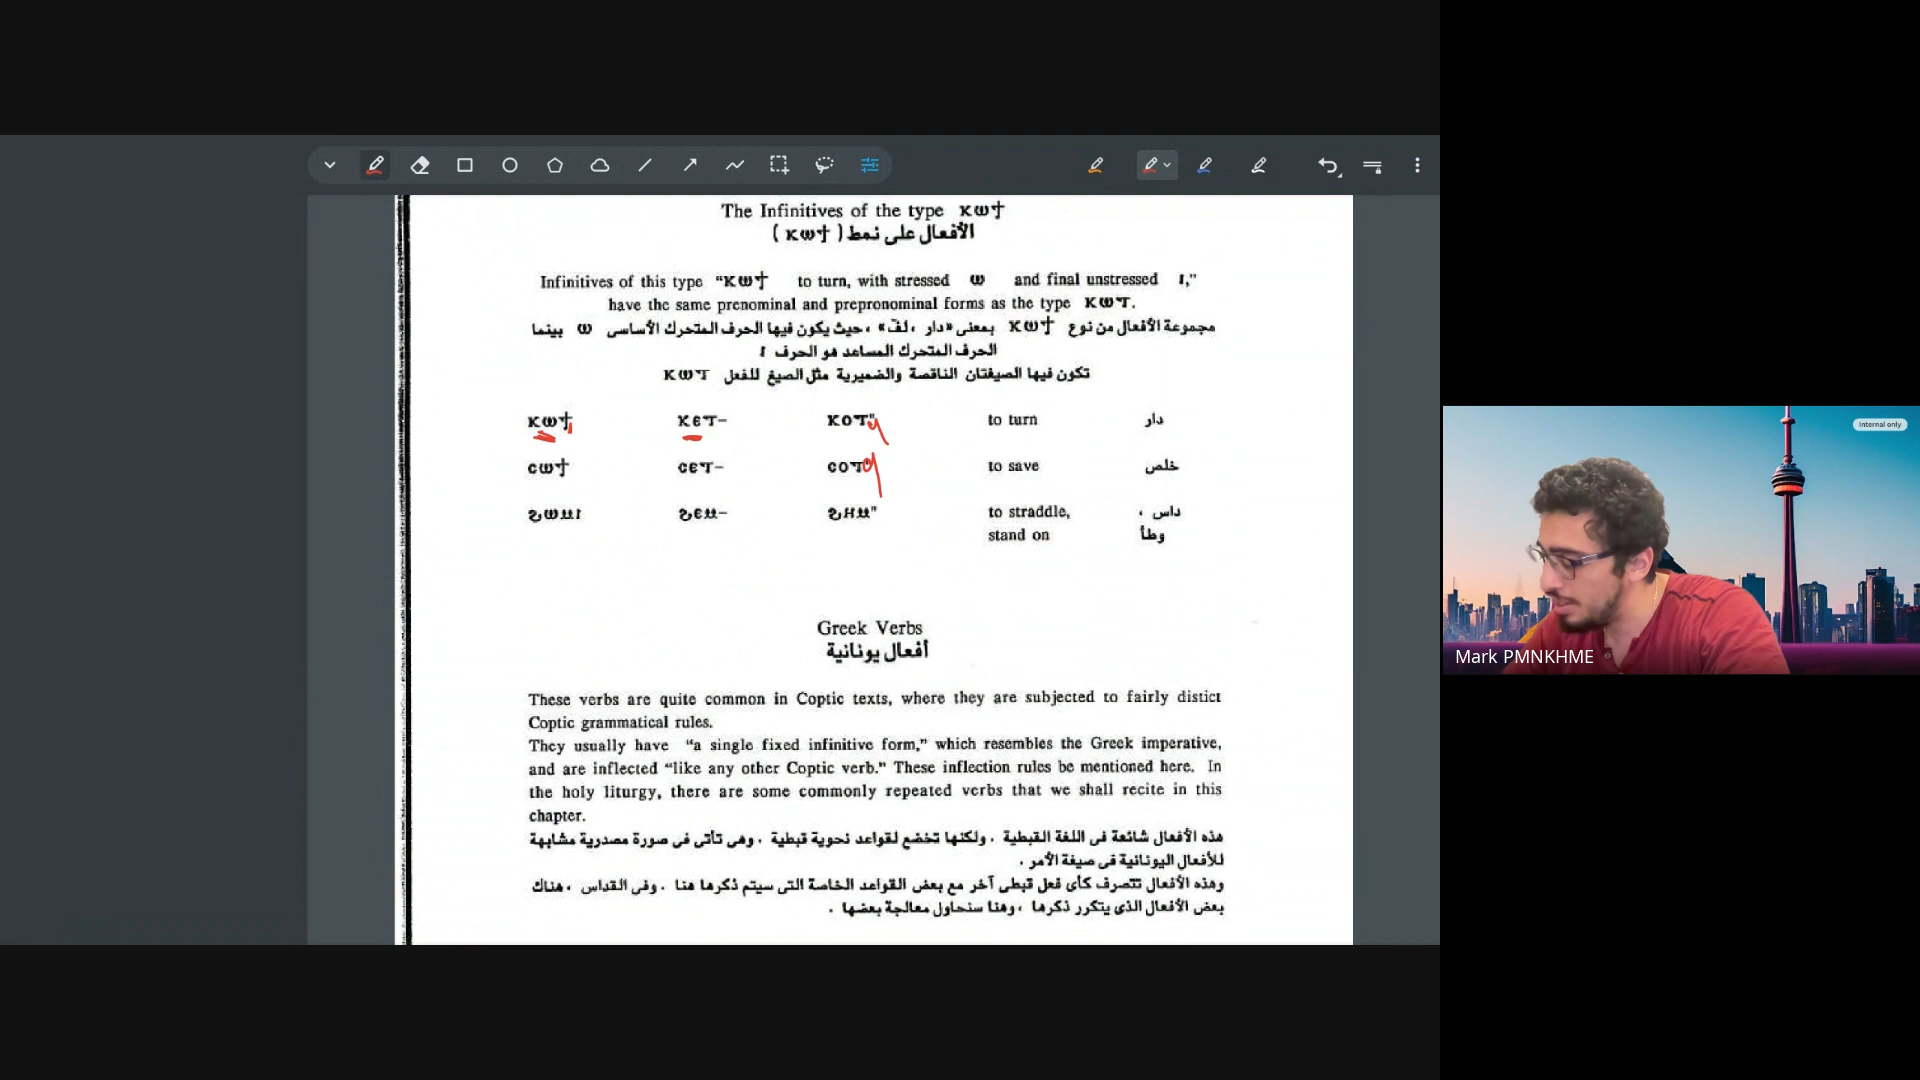 The Infinitives of the type ⲕⲱϯ
الأفعال على نمط ( ⲕⲱϯ )
Infinitives of this type “ⲕⲱϯ to turn, with stressed ⲱ and final unstressed ⲓ,”
have the same prenominal and prepronominal forms as the type ⲕⲱⲧ.
مجموعة الأفعال من نوع ⲕⲱϯ بمعنى «دار ، لفّ» ، حيث يكون فيها الحرف المتحرك الأساسى ⲱ بينما
الحرف المتحرك المساعد هو الحرف ⲓ
تكون فيها الصيغتان الناقصة والضميرية مثل الصيغ للفعل ⲕⲱⲧ
ⲕⲱϯ ⲕⲉⲧ– ⲕⲟⲧ" ϥ to turn دار
ⲥⲱϯ ⲥⲉⲧ– ⲥⲟⲧ" ϥ to save خلص
ϩⲱⲙⲓ ϩⲉⲙ– ϩⲏⲙ" to straddle, داس ،
stand on وطأ
Greek Verbs
أفعال يونانية
These verbs are quite common in Coptic texts, where they are subjected to fairly distict
Coptic grammatical rules.
They usually have “a single fixed infinitive form,” which resembles the Greek imperative,
and are inflected “like any other Coptic verb.” These inflection rules be mentioned here. In
the holy liturgy, there are some commonly repeated verbs that we shall recite in this
chapter.
هذه الأفعال شائعة فى اللغة القبطية ، ولكنها تخضع لقواعد نحوية قبطية ، وهى تأتى فى صورة مصدرية مشابهة
للأفعال اليونانية فى صيغة الأمر .
وهذه الأفعال تتصرف كأى فعل قبطى آخر مع بعض القواعد الخاصة التى سيتم ذكرها هنا . وفى القداس ، هناك
بعض الأفعال الذى يتكرر ذكرها ، وهنا سنحاول معالجة بعضها .
Internal only
Mark PMNKHME